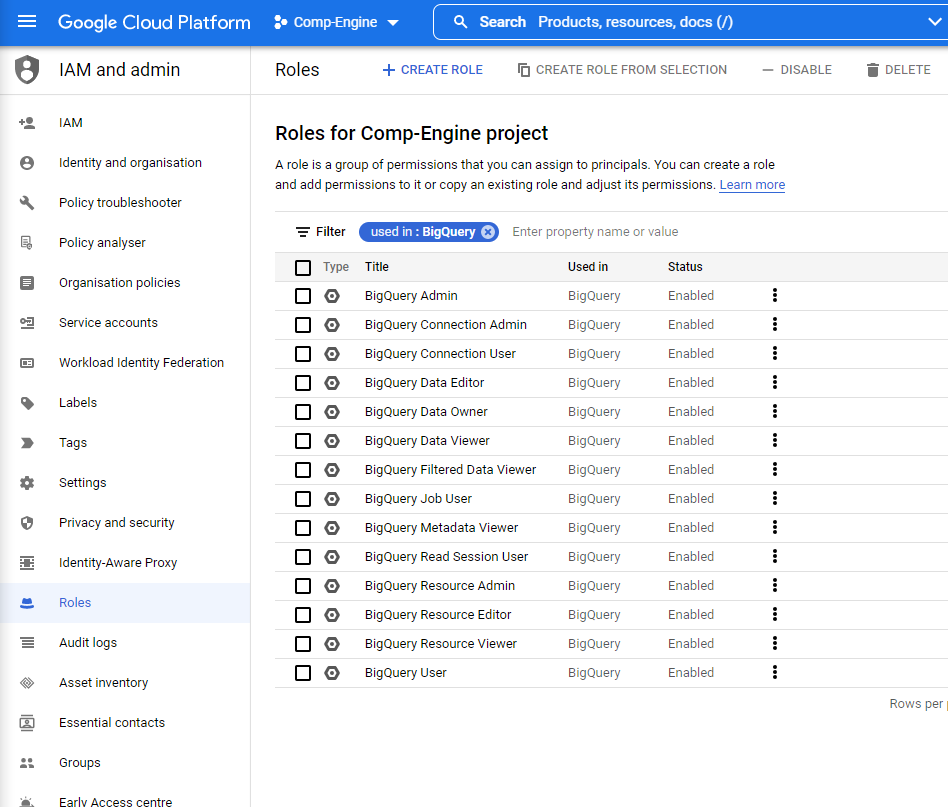 Google Cloud Platform Comp-Engine Search Products, resources, docs (/)
IAM and admin
Roles CREATE ROLE CREATE ROLE FROM SELECTION DISABLE DELETE
IAM
Identity and organisation
Policy troubleshooter
Policy analyser
Organisation policies
Service accounts
Workload Identity Federation
Labels
Tags
Settings
Privacy and security
Identity-Aware Proxy
Roles
Audit logs
Asset inventory
Essential contacts
Groups
Early Access centre
Roles for Comp-Engine project
A role is a group of permissions that you can assign to principals. You can create a role
and add permissions to it or copy an existing role and adjust its permissions. Learn more
Filter used in : BigQuery Enter property name or value
Type Title Used in Status
BigQuery Admin BigQuery Enabled
BigQuery Connection Admin BigQuery Enabled
BigQuery Connection User BigQuery Enabled
BigQuery Data Editor BigQuery Enabled
BigQuery Data Owner BigQuery Enabled
BigQuery Data Viewer BigQuery Enabled
BigQuery Filtered Data Viewer BigQuery Enabled
BigQuery Job User BigQuery Enabled
BigQuery Metadata Viewer BigQuery Enabled
BigQuery Read Session User BigQuery Enabled
BigQuery Resource Admin BigQuery Enabled
BigQuery Resource Editor BigQuery Enabled
BigQuery Resource Viewer BigQuery Enabled
BigQuery User BigQuery Enabled
Rows per